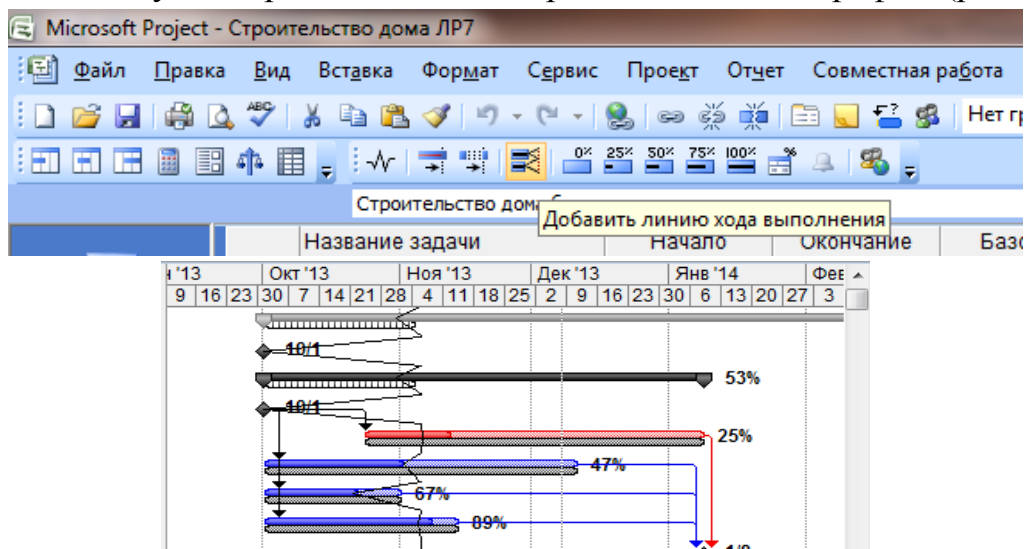 Microsoft Project - Строительство дома ЛР7
Файл Правка Вид Вставка Формат Сервис Проект Отчет Совместная работа
ABC Нет
0% 25% 50% 75% 100% %
Строительство
Добавить линию хода выполнения
Название задачи Начало Окончание
'13 Окт '13 Ноя '13 Дек '13 Янв '14 Фев
9 16 23 30 7 14 21 28 4 11 18 25 2 9 16 23 30 6 13 20 27 3
10/1
53%
10/1
25%
47%
67%
89%